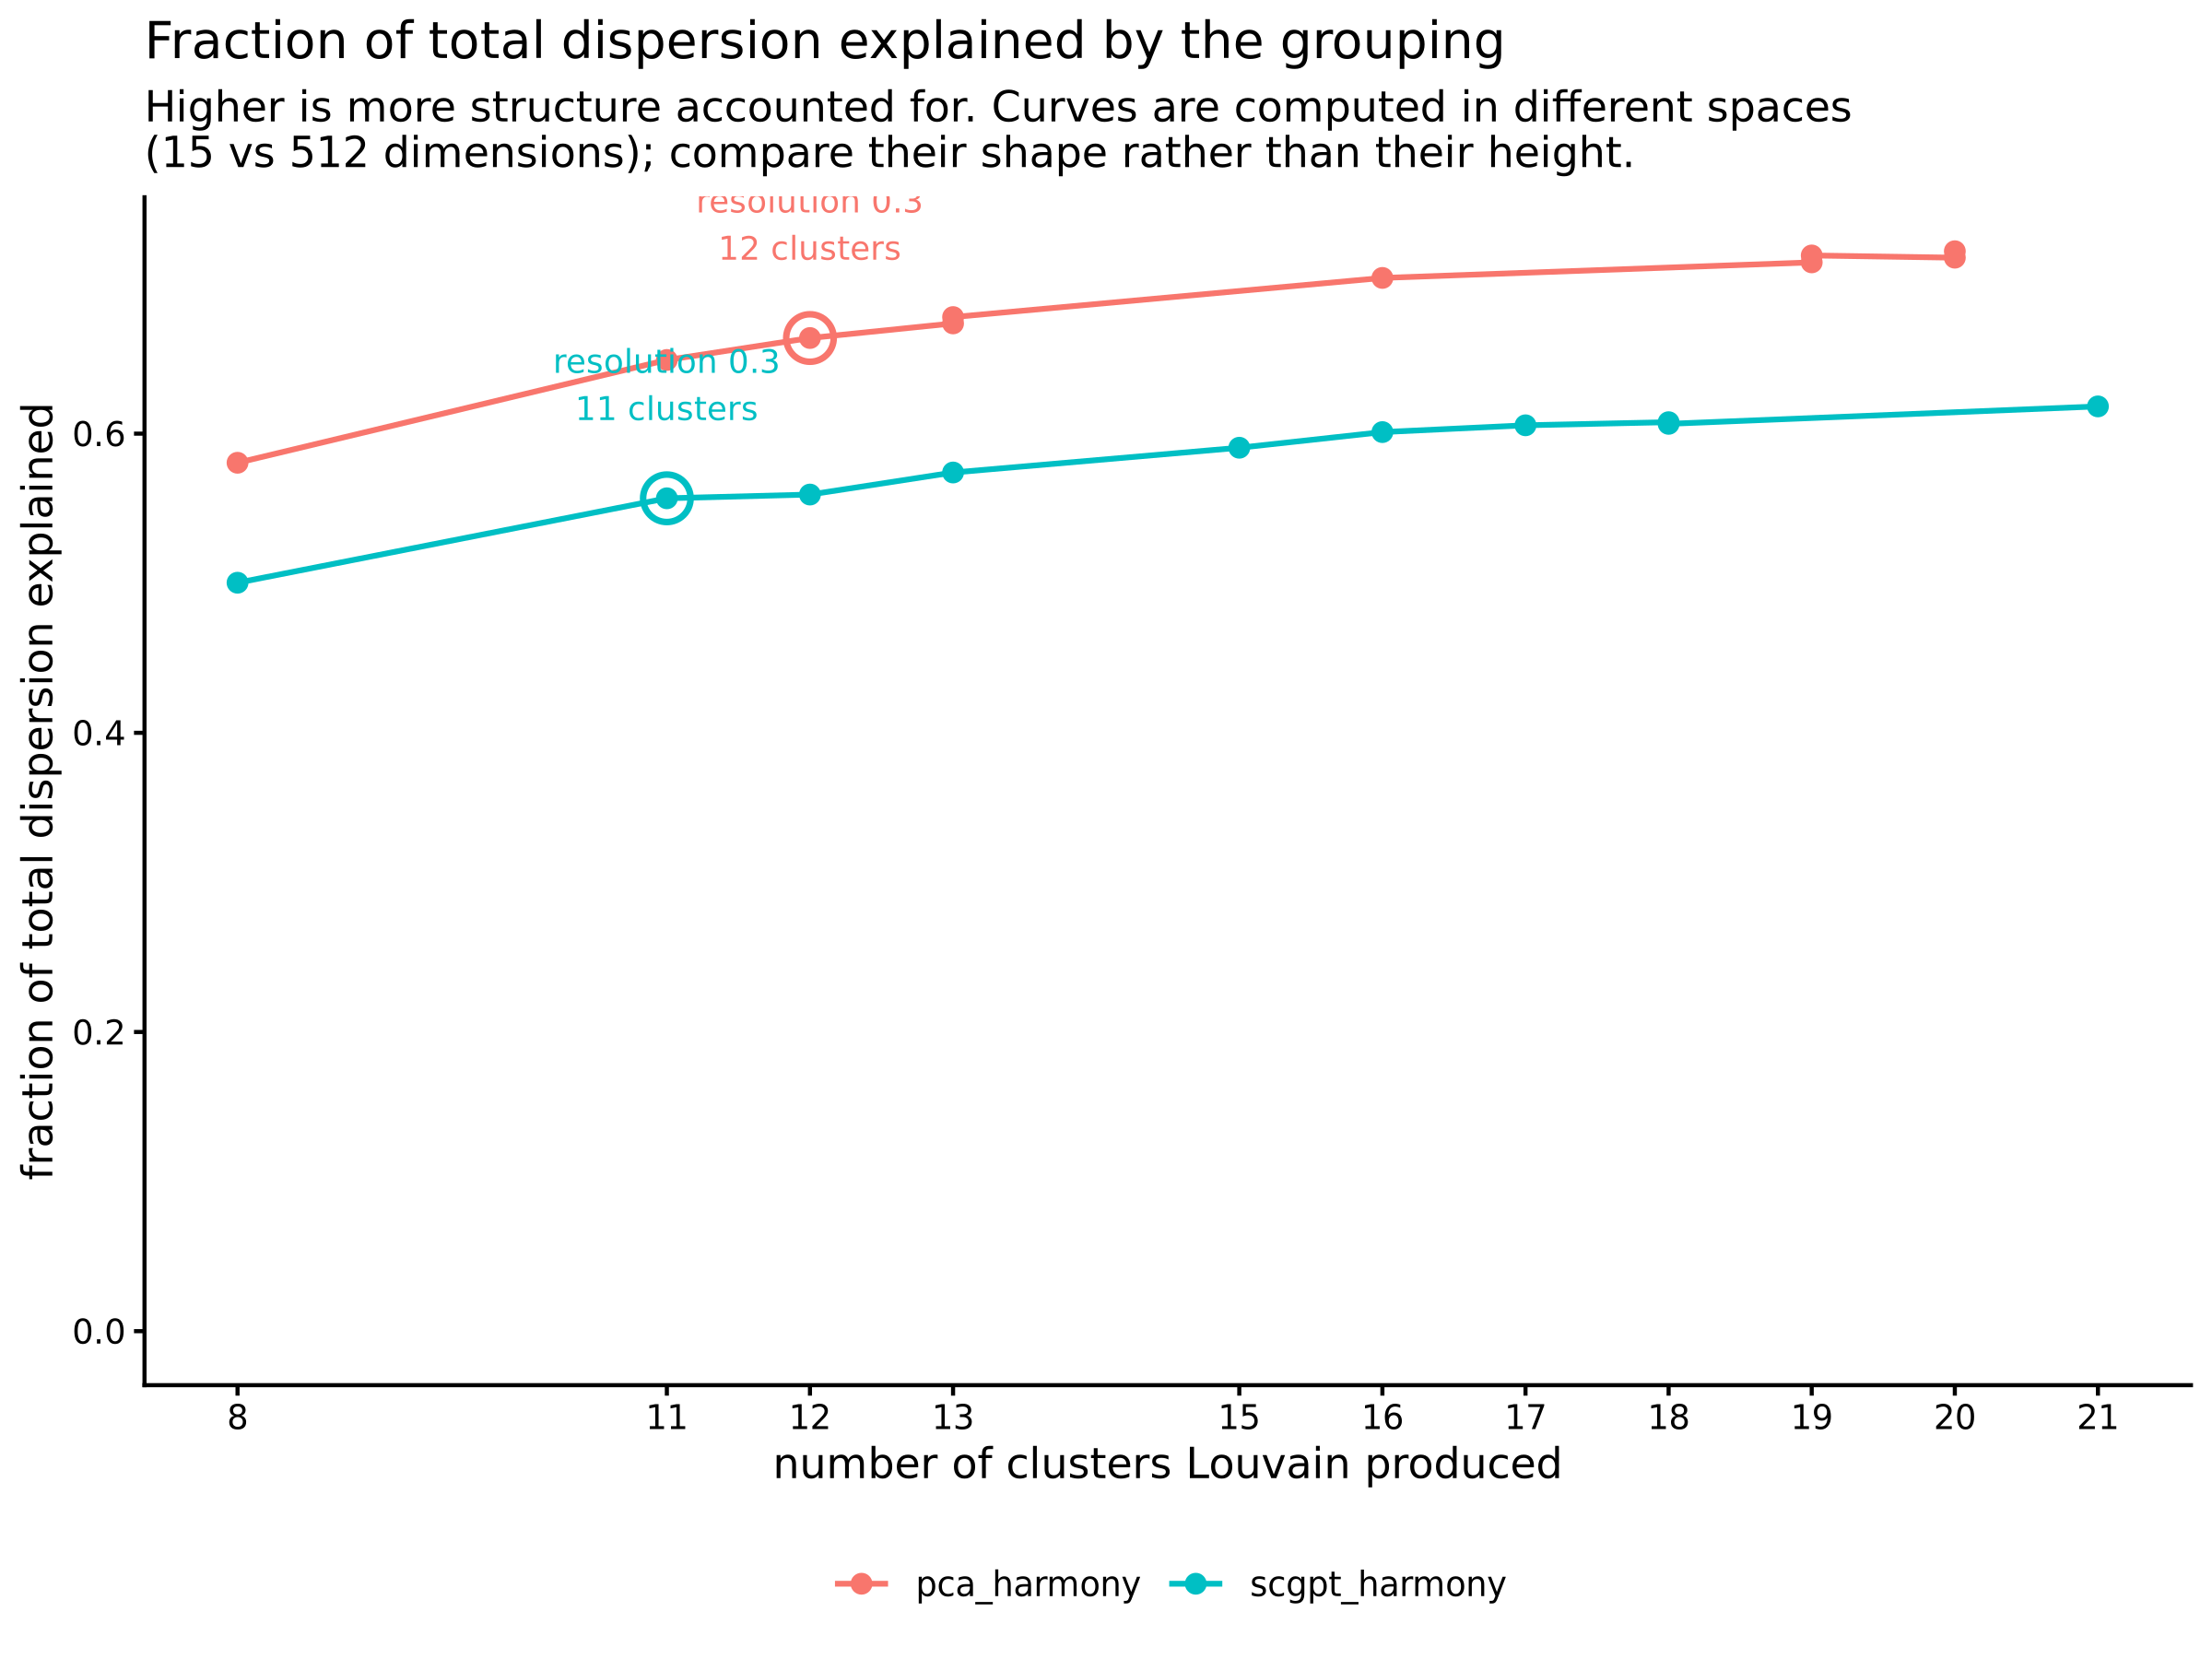 Fraction of total dispersion explained by the grouping
Higher is more structure accounted for. Curves are computed in different spaces
(15 vs 512 dimensions); compare their shape rather than their height.
resolution 0.3
12 clusters
resolution 0.3
11 clusters
fraction of total dispersion explained
0.6
0.4
0.2
0.0
8 11 12 13 15 16 17 18 19 20 21
number of clusters Louvain produced
pca_harmony scgpt_harmony